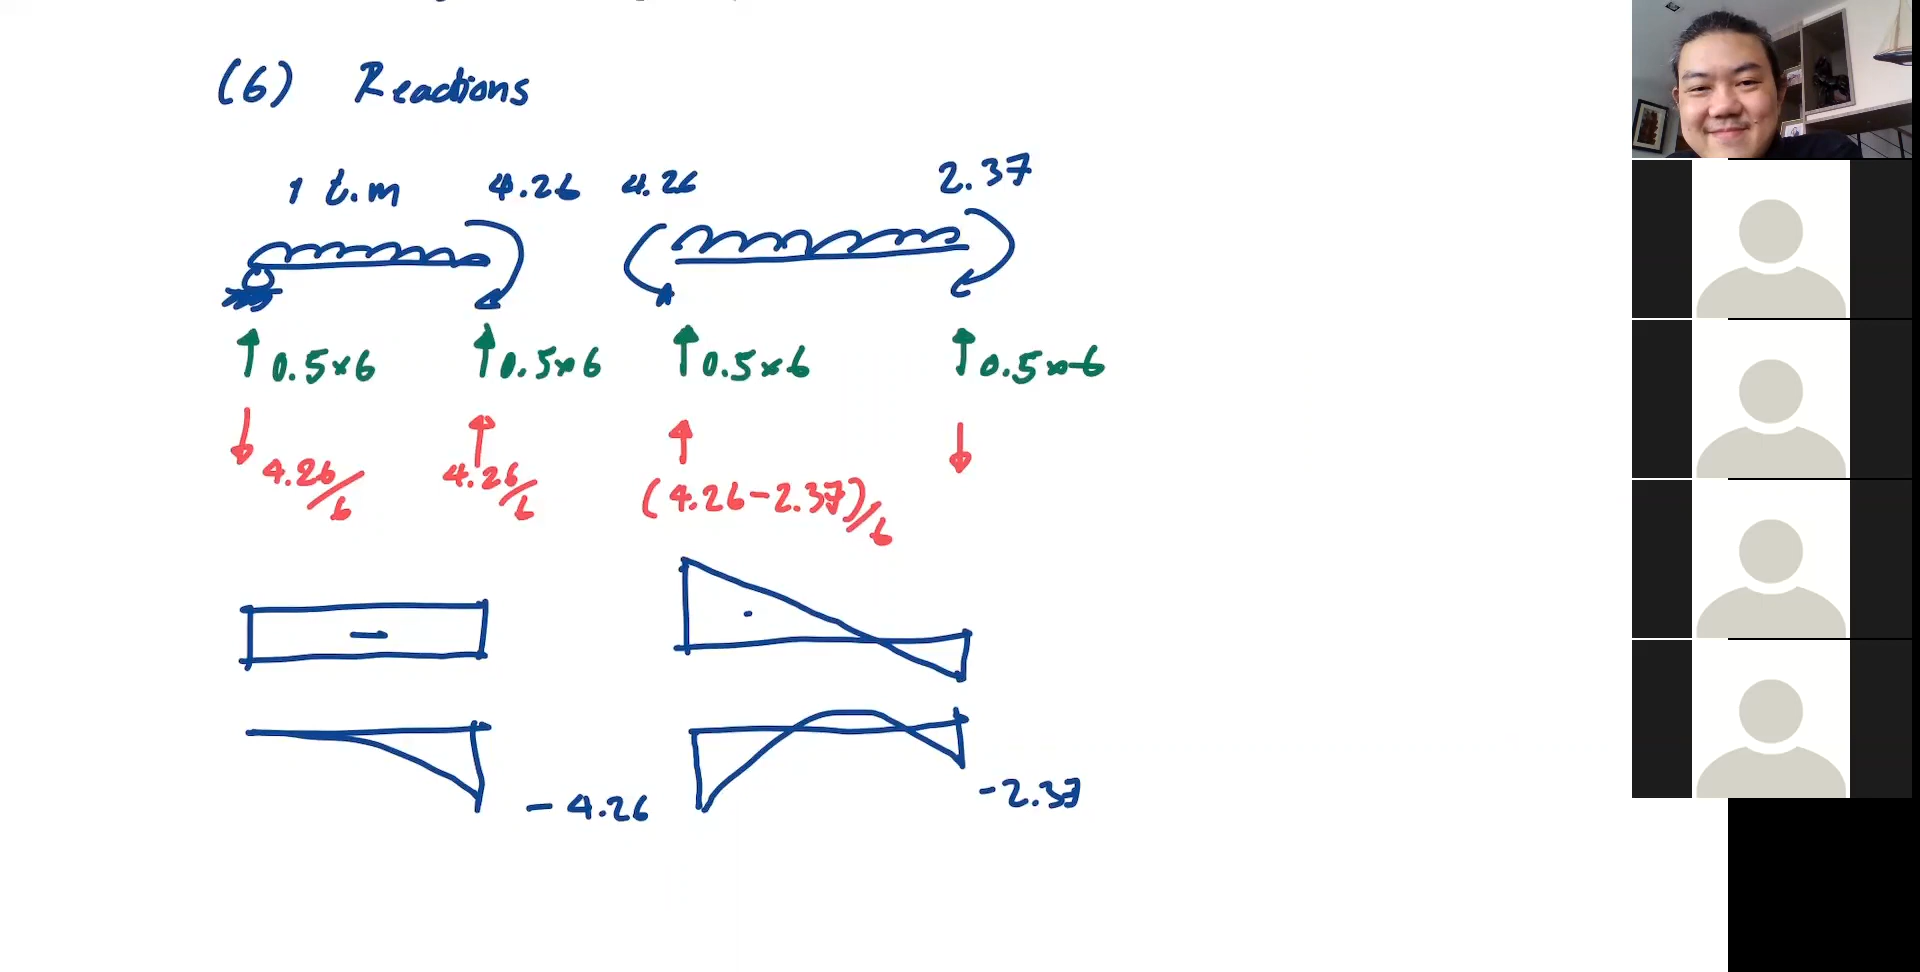 (6) Reactions
1 t.m 4.26 4.26 2.37
0.5×6 0.5×6 0.5×6 0.5×6
4.26/6 4.26/6 (4.26-2.37)/6
-
- 4.26 -2.37